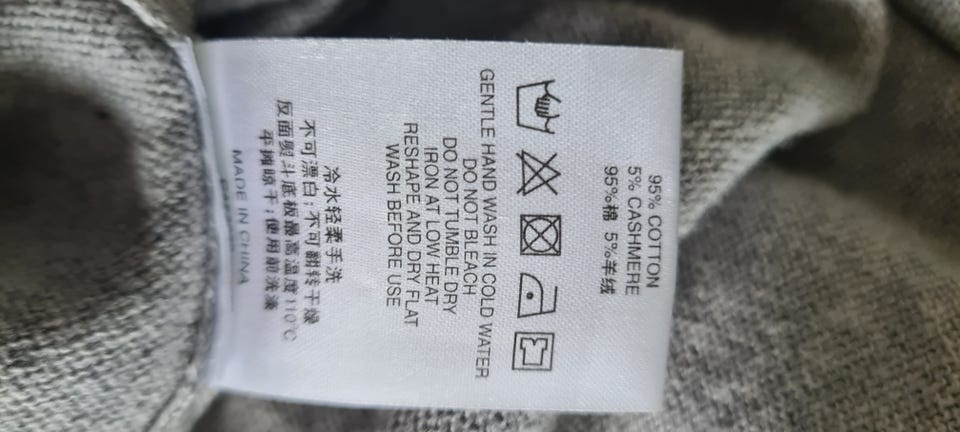 95% COTTON
5% CASHMERE
95%棉 5%羊绒
GENTLE HAND WASH IN COLD WATER
DO NOT BLEACH
DO NOT TUMBLE DRY
IRON AT LOW HEAT
RESHAPE AND DRY FLAT
WASH BEFORE USE
冷水轻柔手洗
不可漂白;不可翻转干燥
反面熨斗底板最高温度110℃
平摊晾干;使用前洗涤
MADE IN CHINA